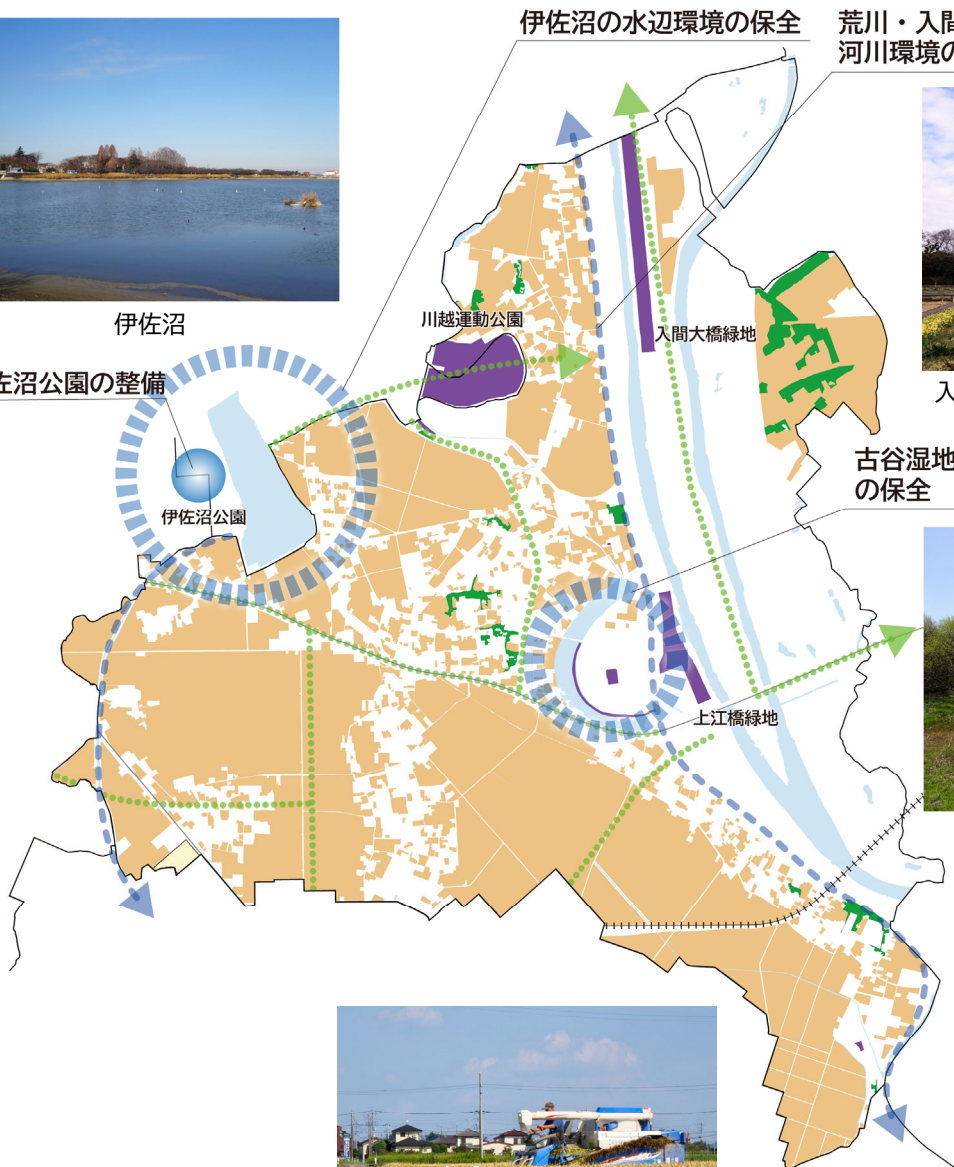 伊佐沼の水辺環境の保全
荒川・入間
河川環境の
伊佐沼
川越運動公園
入間大橋緑地
佐沼公園の整備
入
古谷湿地
の保全
伊佐沼公園
上江橋緑地